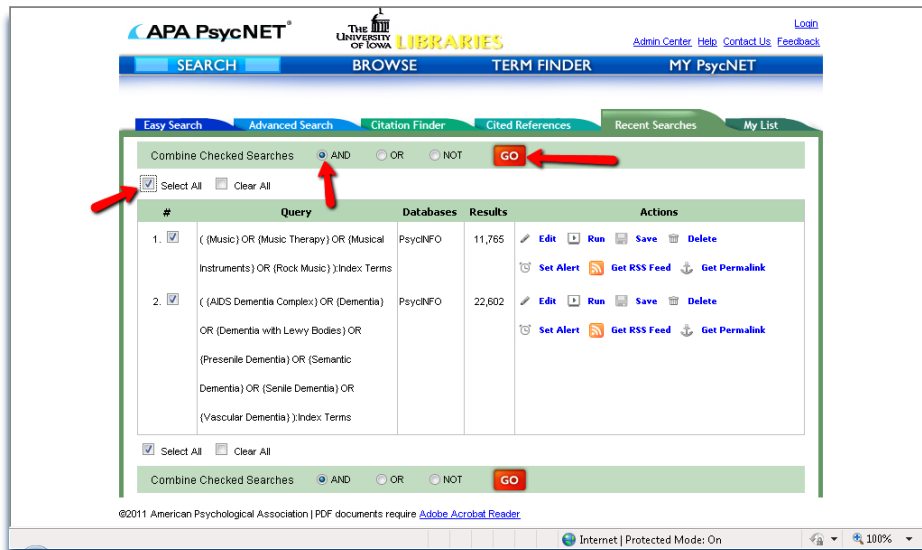 APA PsycNET®
THE UNIVERSITY OF IOWA LIBRARIES
Login
Admin Center Help Contact Us Feedback
SEARCH BROWSE TERM FINDER MY PsycNET
Easy Search Advanced Search Citation Finder Cited References Recent Searches My List
Combine Checked Searches AND OR NOT GO
Select All Clear All
# Query Databases Results Actions
1. ( {Music} OR {Music Therapy} OR {Musical PsycINFO 11,765 Edit Run Save Delete
Instruments} OR {Rock Music} ):Index Terms Set Alert Get RSS Feed Get Permalink
2. ( {AIDS Dementia Complex} OR {Dementia} PsycINFO 22,602 Edit Run Save Delete
OR {Dementia with Lewy Bodies} OR Set Alert Get RSS Feed Get Permalink
{Presenile Dementia} OR {Semantic
Dementia} OR {Senile Dementia} OR
{Vascular Dementia} ):Index Terms
Select All Clear All
Combine Checked Searches AND OR NOT GO
©2011 American Psychological Association | PDF documents require Adobe Acrobat Reader
Internet | Protected Mode: On 100%